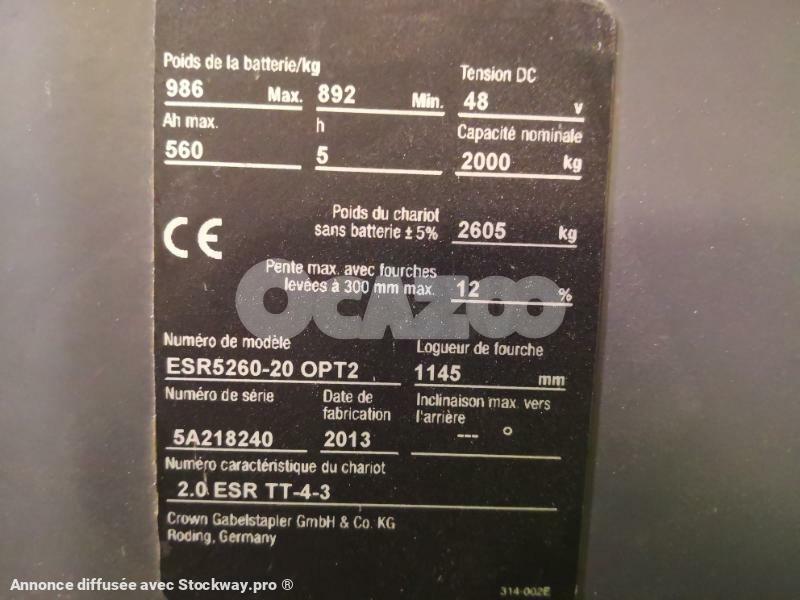 Poids de la batterie/kg
986 Max. 892 Min.
Tension DC
48 V
Ah max. h
560 5
Capacité nominale
2000 kg
CE
Poids du chariot
sans batterie ± 5% 2605 kg
Pente max. avec fourches
levées à 300 mm max. 12 %
OCAZOO
Numéro de modèle
ESR5260-20 OPT2
Logueur de fourche
1145 mm
Numéro de série
5A218240
Date de
fabrication
2013
Inclinaison max. vers
l'arrière
--- °
Numéro caractéristique du chariot
2.0 ESR TT-4-3
Crown Gabelstapler GmbH & Co. KG
Roding, Germany
314-002E
Annonce diffusée avec Stockway.pro ®